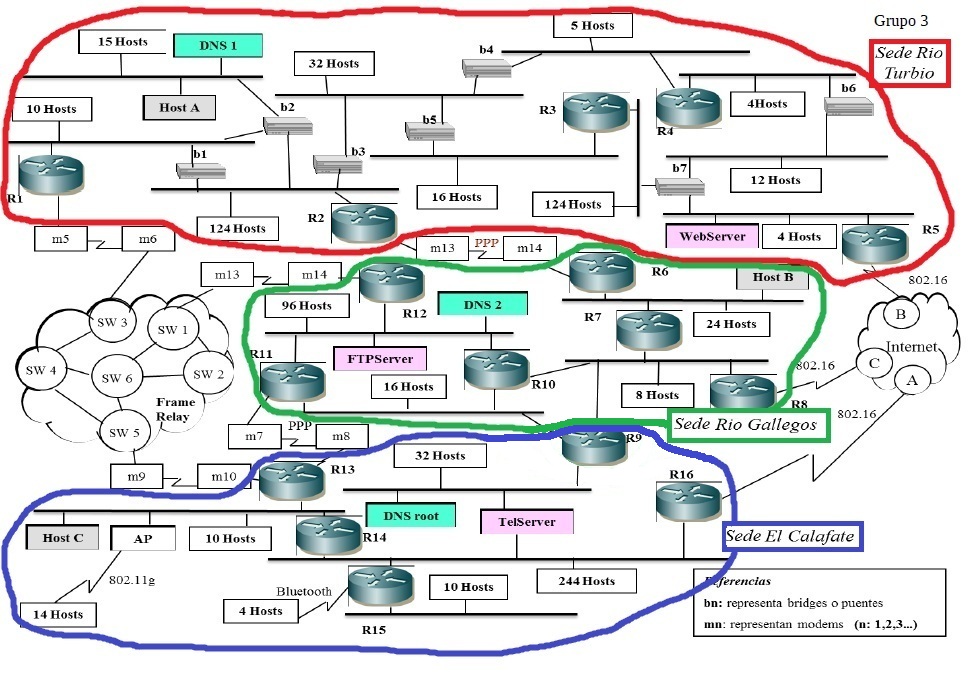 Grupo 3
Sede Rio
Turbio
5 Hosts
15 Hosts
DNS 1
b4
32 Hosts
10 Hosts
Host A
b2
b5
R3
R4
4Hosts
b6
b1
b3
b7
12 Hosts
R1
16 Hosts
124 Hosts
124 Hosts
R2
WebServer
4 Hosts
R5
m5
m6
m13
PPP
m14
802.16
m13
m14
R6
Host B
B
96 Hosts
R12
DNS 2
R7
24 Hosts
Internet
SW 3
SW 1
C
A
SW 4
SW 6
SW 2
R11
FTPServer
16 Hosts
R10
802.16
8 Hosts
R8
Frame
Relay
SW 5
PPP
m7
m8
802.16
Sede Rio Gallegos
R9
m9
m10
R13
32 Hosts
R16
DNS root
TelServer
Host C
AP
10 Hosts
R14
Sede El Calafate
802.11g
14 Hosts
Bluetooth
4 Hosts
R15
10 Hosts
244 Hosts
Referencias
bn: representa bridges o puentes
mn: representan modems (n: 1,2,3...)